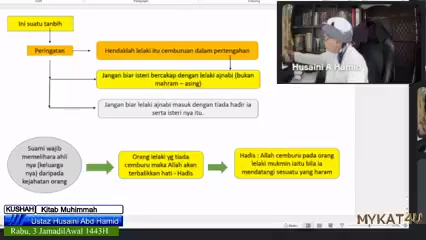 Ini suatu tanbih
Peringatan
Hendaklah lelaki itu cemburuan dalam pertengahan
Jangan biar isteri bercakap dengan lelaki ajnabi (bukan
mahram – asing)
Jangan biar lelaki ajnabi masuk dengan tiada hadir ia
serta isteri nya itu.
Suami wajib
memelihara ahli
nya (keluarga
nya) daripada
kejahatan orang
Orang lelaki yg tiada
cemburu maka Allah akan
terbalikkan hati - Hadis
Hadis : Allah cemburu pada orang
lelaki mukmin iaitu bila ia
mendatangi sesuatu yang haram
Husaini A Hamid
KUSHAH Kitab Muhimmah
Ustaz Husaini Abd Hamid
Rabu, 3 JamadilAwal 1443H
MYKAT4U